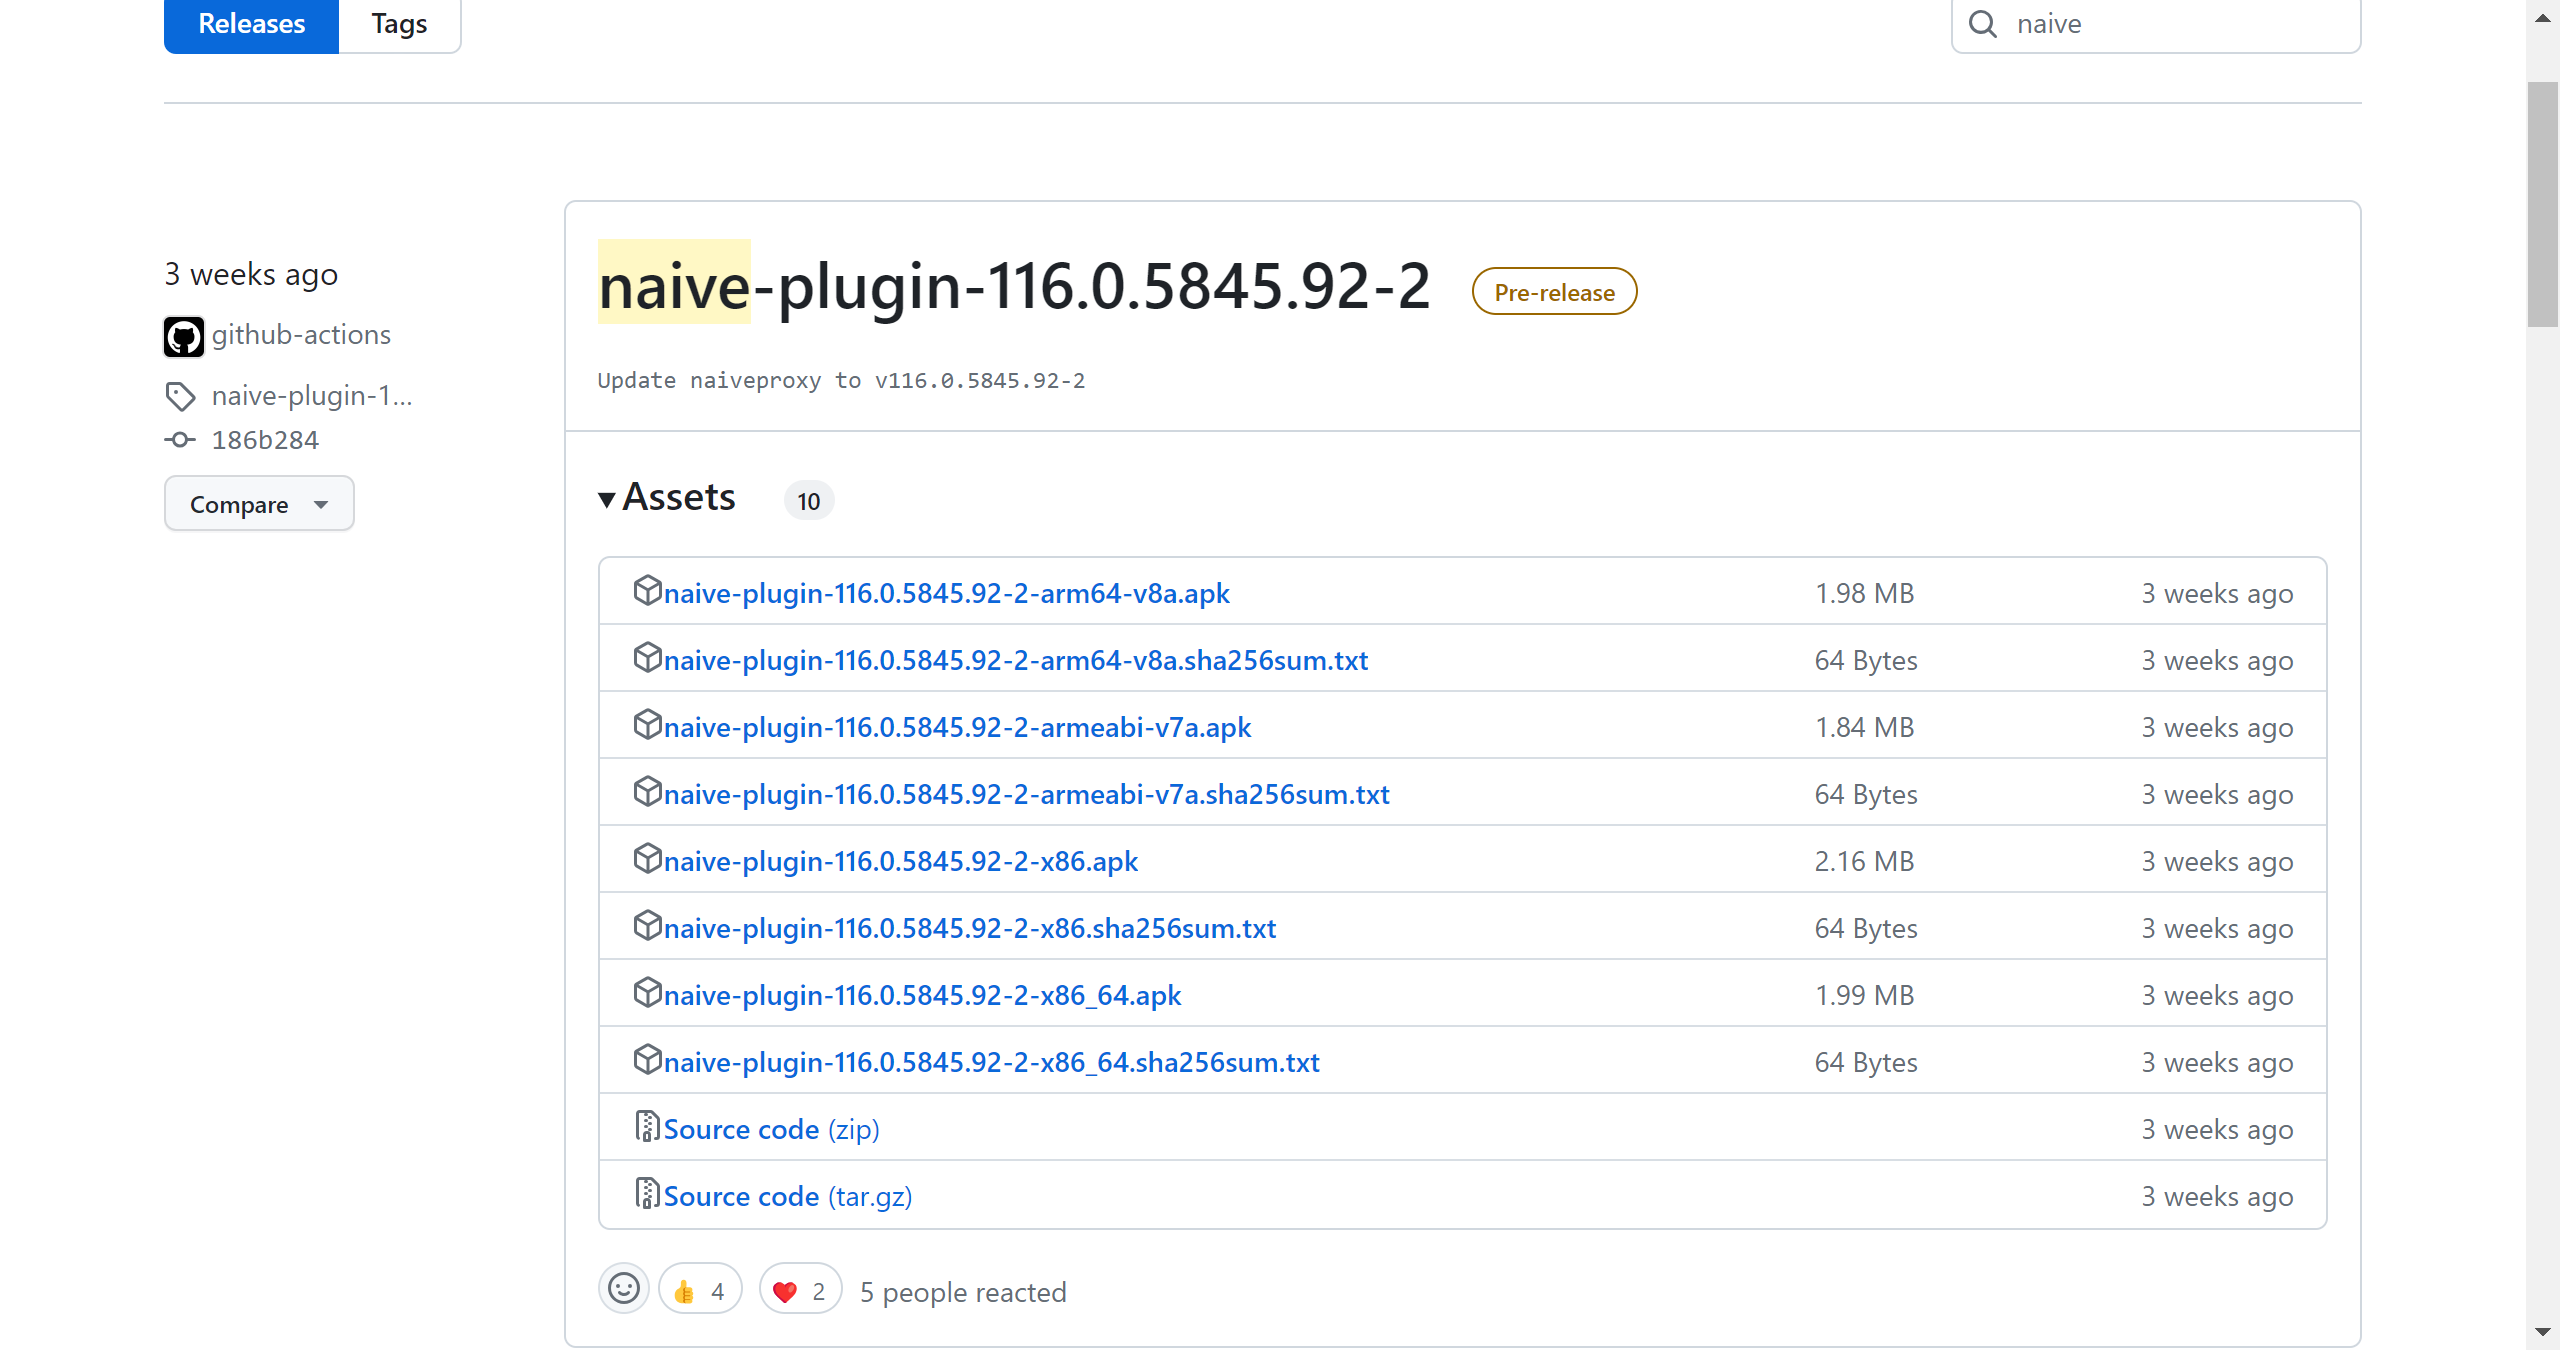 Releases
Tags
naive
3 weeks ago
github-actions
naive-plugin-1...
186b284
Compare
naive-plugin-116.0.5845.92-2
Pre-release
Update naiveproxy to v116.0.5845.92-2
Assets 10
naive-plugin-116.0.5845.92-2-arm64-v8a.apk 1.98 MB 3 weeks ago
naive-plugin-116.0.5845.92-2-arm64-v8a.sha256sum.txt 64 Bytes 3 weeks ago
naive-plugin-116.0.5845.92-2-armeabi-v7a.apk 1.84 MB 3 weeks ago
naive-plugin-116.0.5845.92-2-armeabi-v7a.sha256sum.txt 64 Bytes 3 weeks ago
naive-plugin-116.0.5845.92-2-x86.apk 2.16 MB 3 weeks ago
naive-plugin-116.0.5845.92-2-x86.sha256sum.txt 64 Bytes 3 weeks ago
naive-plugin-116.0.5845.92-2-x86_64.apk 1.99 MB 3 weeks ago
naive-plugin-116.0.5845.92-2-x86_64.sha256sum.txt 64 Bytes 3 weeks ago
Source code (zip) 3 weeks ago
Source code (tar.gz) 3 weeks ago
4 2 5 people reacted